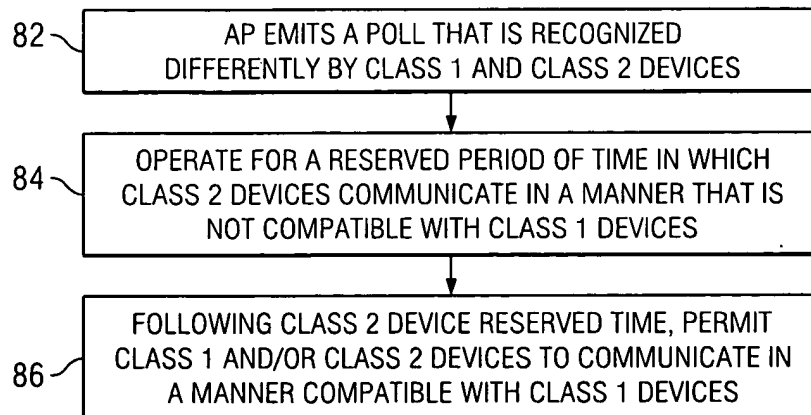 82
AP EMITS A POLL THAT IS RECOGNIZED
DIFFERENTLY BY CLASS 1 AND CLASS 2 DEVICES
84
OPERATE FOR A RESERVED PERIOD OF TIME IN WHICH
CLASS 2 DEVICES COMMUNICATE IN A MANNER THAT IS
NOT COMPATIBLE WITH CLASS 1 DEVICES
86
FOLLOWING CLASS 2 DEVICE RESERVED TIME, PERMIT
CLASS 1 AND/OR CLASS 2 DEVICES TO COMMUNICATE IN
A MANNER COMPATIBLE WITH CLASS 1 DEVICES